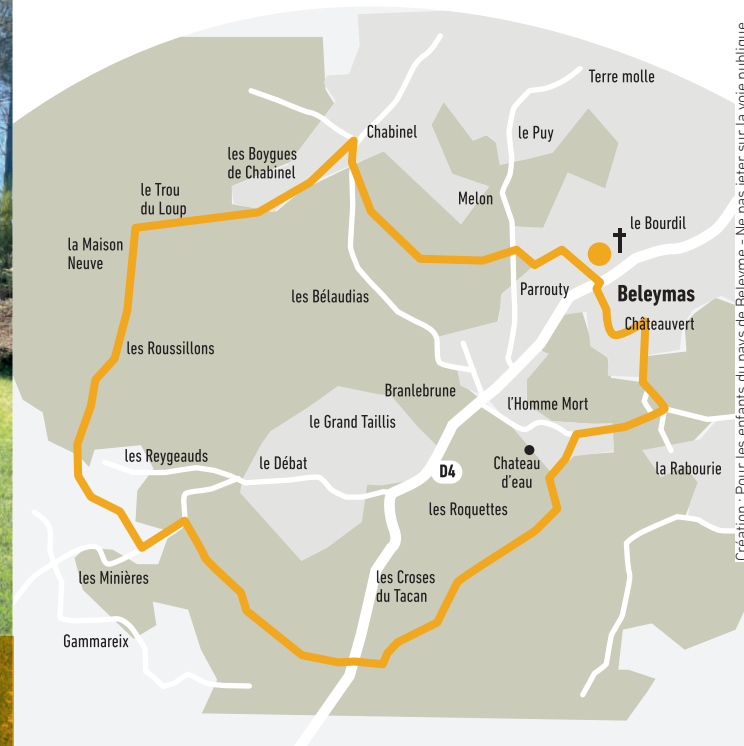 Terre molle
Chabinel
le Puy
les Boygues
de Chabinel
le Trou
du Loup
Melon
le Bourdil
la Maison
Neuve
Parrouty
Beleymas
les Bélaudias
Châteauvert
les Roussillons
Branlebrune
l'Homme Mort
le Grand Taillis
les Reygeauds
le Débat
D4
Chateau
d'eau
la Rabourie
les Roquettes
les Minières
les Croses
du Tacan
Gammareix
Création : Pour les enfants du pays de Beleyme - Ne pas jeter sur la voie publique